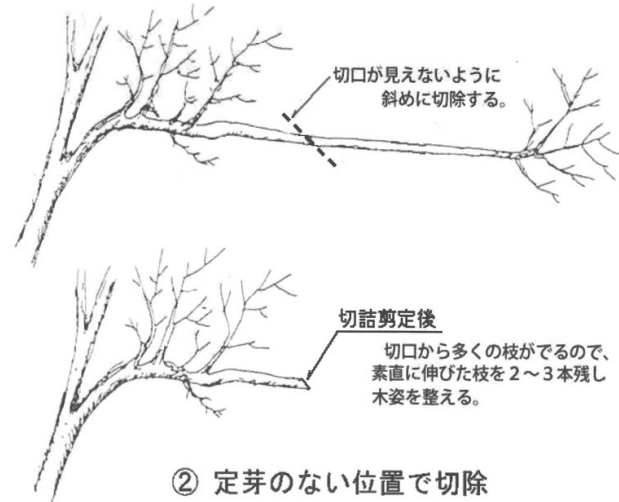 切口が見えないように
斜めに切除する。
切詰剪定後
切口から多くの枝がでるので、
素直に伸びた枝を2～3本残し
木姿を整える。
② 定芽のない位置で切除